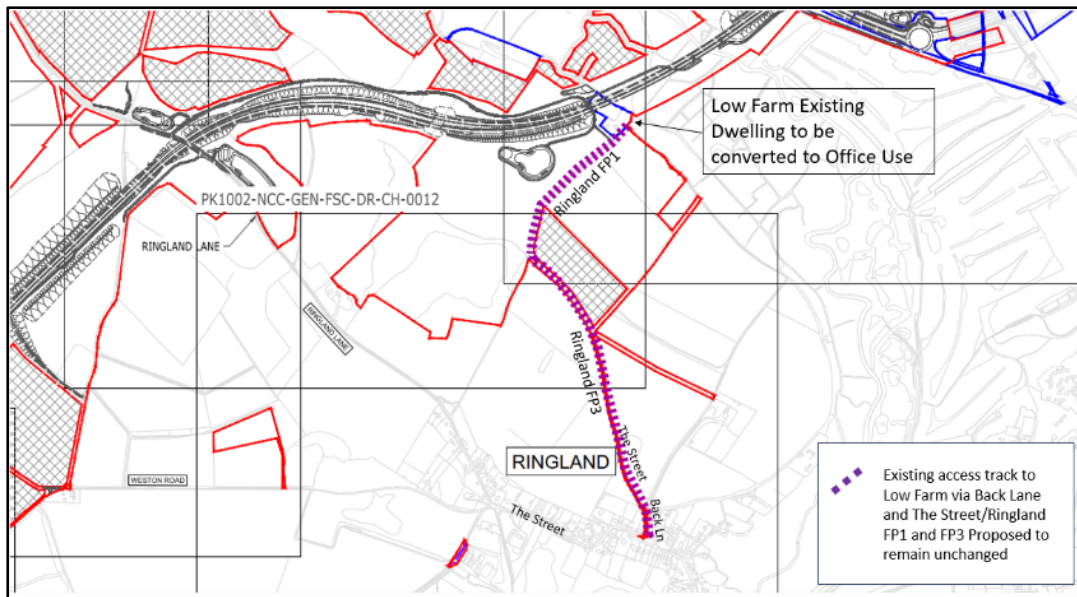 Low Farm Existing
Dwelling to be
converted to Office Use
Ringland FP1
PK1002-NCC-GEN-FSC-DR-CH-0012
RINGLAND LANE
RINGLAND LANE
Ringland FP3
The Street
RINGLAND
WESTON ROAD
Back Ln
The Street
Existing access track to
Low Farm via Back Lane
and The Street/Ringland
FP1 and FP3 Proposed to
remain unchanged